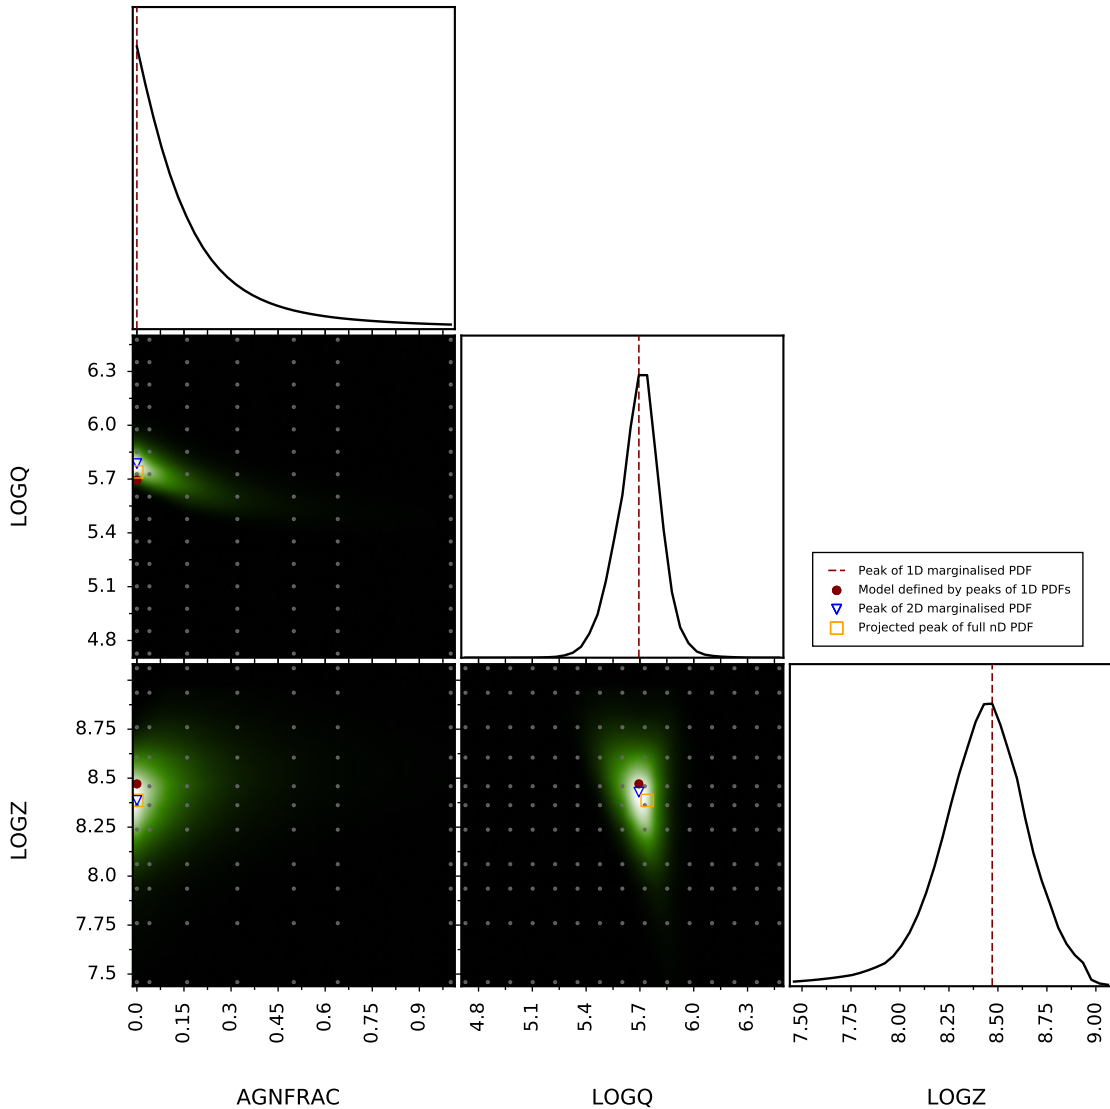 6.3
6.0
5.7
5.4
5.1
4.8
LOGQ
Peak of 1D marginalised PDF
Model defined by peaks of 1D PDFs
Peak of 2D marginalised PDF
Projected peak of full nD PDF
8.75
8.5
8.25
8.0
7.75
7.5
LOGZ
0.0 0.15 0.3 0.45 0.6 0.75 0.9
4.8 5.1 5.4 5.7 6.0 6.3
7.50 7.75 8.00 8.25 8.50 8.75 9.00
AGNFRAC LOGQ LOGZ